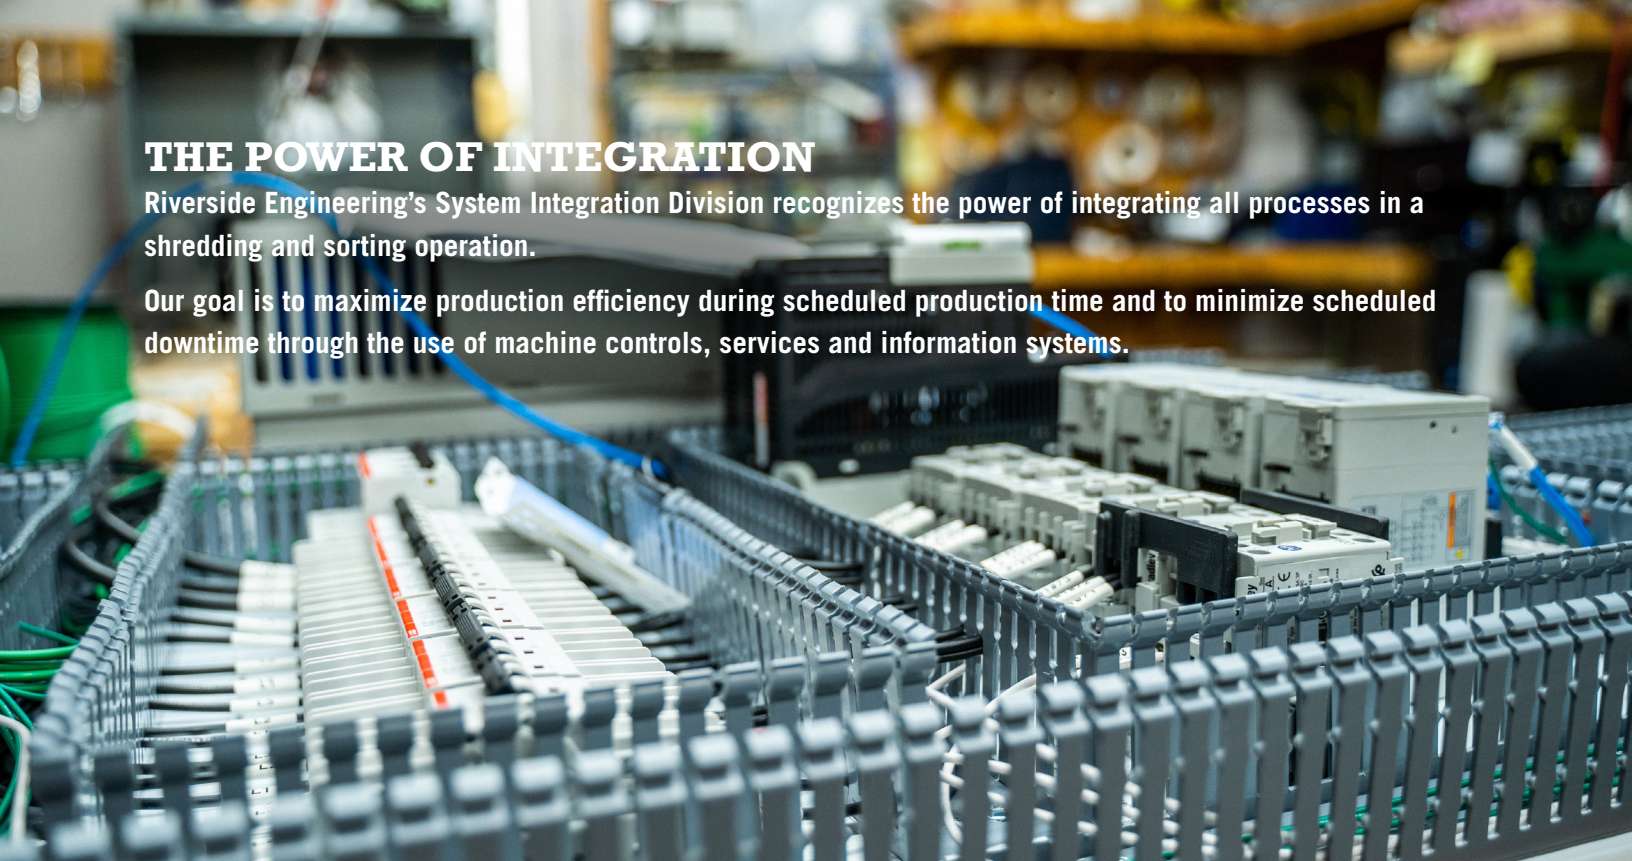 THE POWER OF INTEGRATION
Riverside Engineering’s System Integration Division recognizes the power of integrating all processes in a
shredding and sorting operation.
Our goal is to maximize production efficiency during scheduled production time and to minimize scheduled
downtime through the use of machine controls, services and information systems.